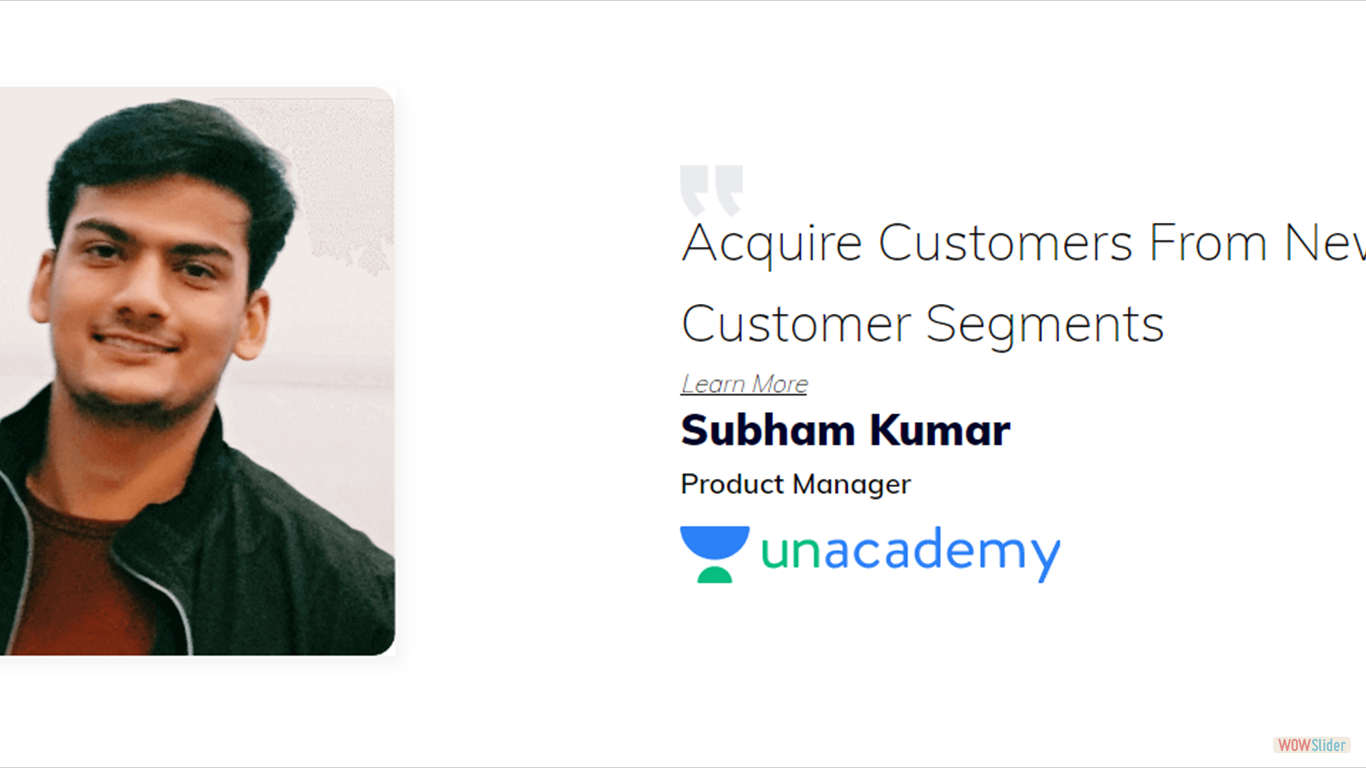 Acquire Customers From
Customer Segments
Learn More
Subham Kumar
Product Manager
unacademy
WOWSlider